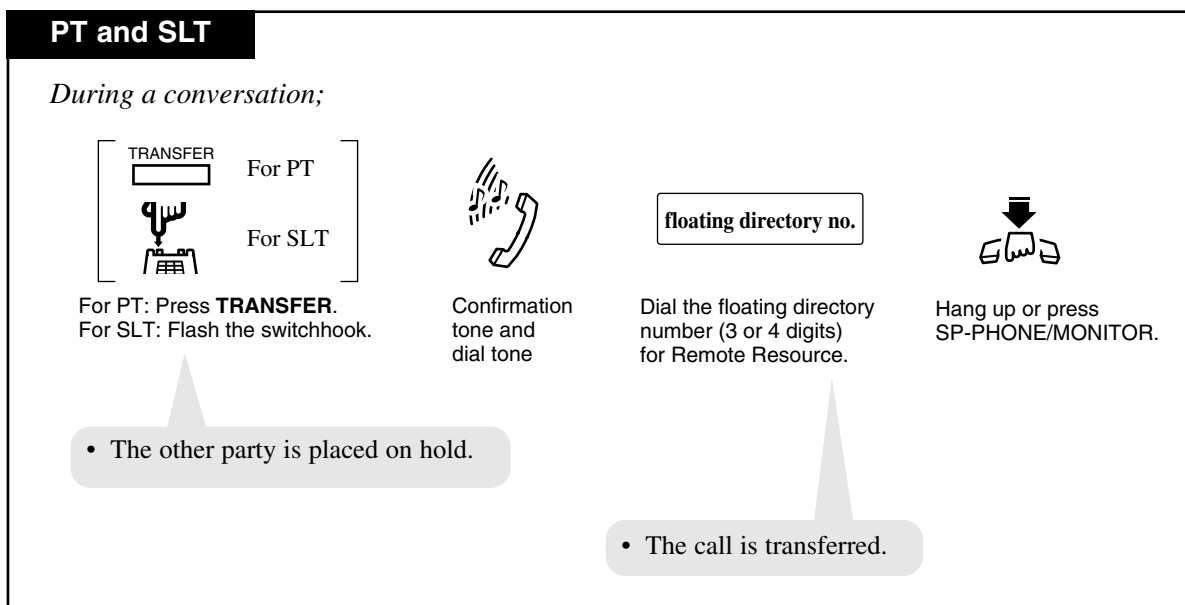 PT and SLT
During a conversation;
TRANSFER
For PT
For SLT
For PT: Press TRANSFER.
For SLT: Flash the switchhook.
Confirmation
tone and
dial tone
floating directory no.
Dial the floating directory
number (3 or 4 digits)
for Remote Resource.
Hang up or press
SP-PHONE/MONITOR.
• The other party is placed on hold.
• The call is transferred.